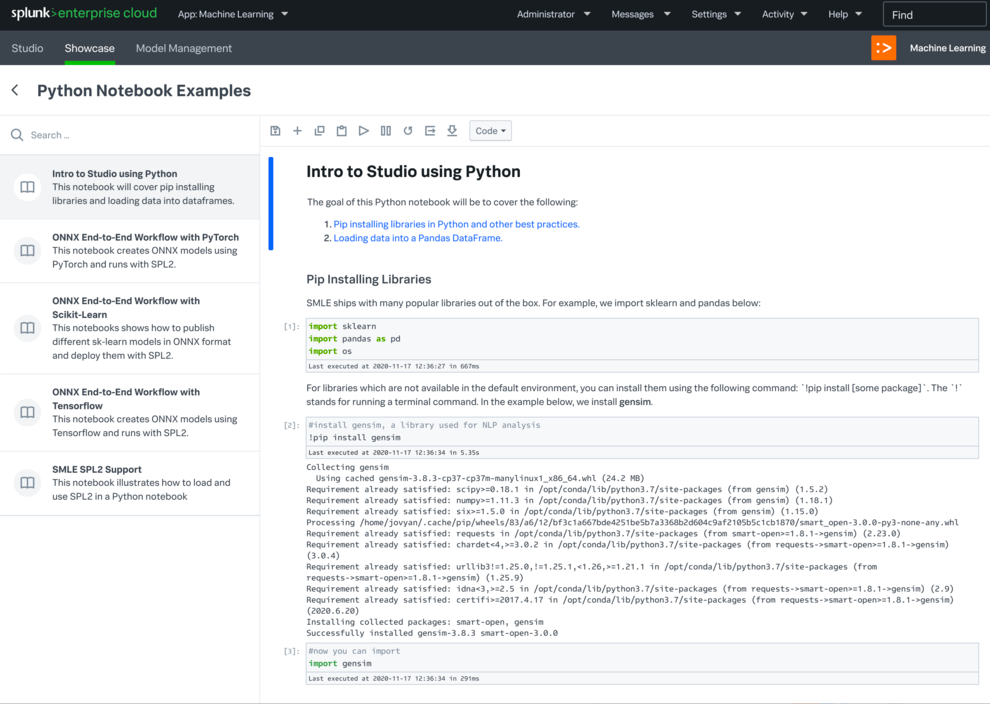 splunk>enterprise cloud App: Machine Learning Administrator Messages Settings Activity Help Find
Studio Showcase Model Management Machine Learning
Python Notebook Examples
Search ...
Code
Intro to Studio using Python
This notebook will cover pip installing
libraries and loading data into dataframes.
ONNX End-to-End Workflow with PyTorch
This notebook creates ONNX models using
PyTorch and runs with SPL2.
ONNX End-to-End Workflow with
Scikit-Learn
This notebooks shows how to publish
different sk-learn models in ONNX format
and deploy them with SPL2.
ONNX End-to-End Workflow with
Tensorflow
This notebook creates ONNX models using
Tensorflow and runs with SPL2.
SMLE SPL2 Support
This notebook illustrates how to load and
use SPL2 in a Python notebook
Intro to Studio using Python
The goal of this Python notebook will be to cover the following:
1. Pip installing libraries in Python and other best practices.
2. Loading data into a Pandas DataFrame.
Pip Installing Libraries
SMLE ships with many popular libraries out of the box. For example, we import sklearn and pandas below:
[1]: import sklearn
import pandas as pd
import os
Last executed at 2020-11-17 12:36:27 in 667ms
For libraries which are not available in the default environment, you can install them using the following command: `!pip install [some package]`. The `!`
stands for running a terminal command. In the example below, we install gensim.
[2]: #install gensim, a library used for NLP analysis
!pip install gensim
Last executed at 2020-11-17 12:36:34 in 5.35s
Collecting gensim
Using cached gensim-3.8.3-cp37-cp37m-manylinux1_x86_64.whl (24.2 MB)
Requirement already satisfied: scipy>=0.18.1 in /opt/conda/lib/python3.7/site-packages (from gensim) (1.5.2)
Requirement already satisfied: numpy>=1.11.3 in /opt/conda/lib/python3.7/site-packages (from gensim) (1.18.1)
Requirement already satisfied: six>=1.5.0 in /opt/conda/lib/python3.7/site-packages (from gensim) (1.15.0)
Processing /home/jovyan/.cache/pip/wheels/83/a6/12/bf3c1a667bde4251be5b7a3368b2d604c9af2105b5c1cb1870/smart_open-3.0.0-py3-none-any.whl
Requirement already satisfied: requests in /opt/conda/lib/python3.7/site-packages (from smart-open>=1.8.1->gensim) (2.23.0)
Requirement already satisfied: chardet<4,>=3.0.2 in /opt/conda/lib/python3.7/site-packages (from requests->smart-open>=1.8.1->gensim)
(3.0.4)
Requirement already satisfied: urllib3!=1.25.0,!=1.25.1,<1.26,>=1.21.1 in /opt/conda/lib/python3.7/site-packages (from
requests->smart-open>=1.8.1->gensim) (1.25.9)
Requirement already satisfied: idna<3,>=2.5 in /opt/conda/lib/python3.7/site-packages (from requests->smart-open>=1.8.1->gensim) (2.9)
Requirement already satisfied: certifi>=2017.4.17 in /opt/conda/lib/python3.7/site-packages (from requests->smart-open>=1.8.1->gensim)
(2020.6.20)
Installing collected packages: smart-open, gensim
Successfully installed gensim-3.8.3 smart-open-3.0.0
[3]: #now you can import
import gensim
Last executed at 2020-11-17 12:36:34 in 291ms